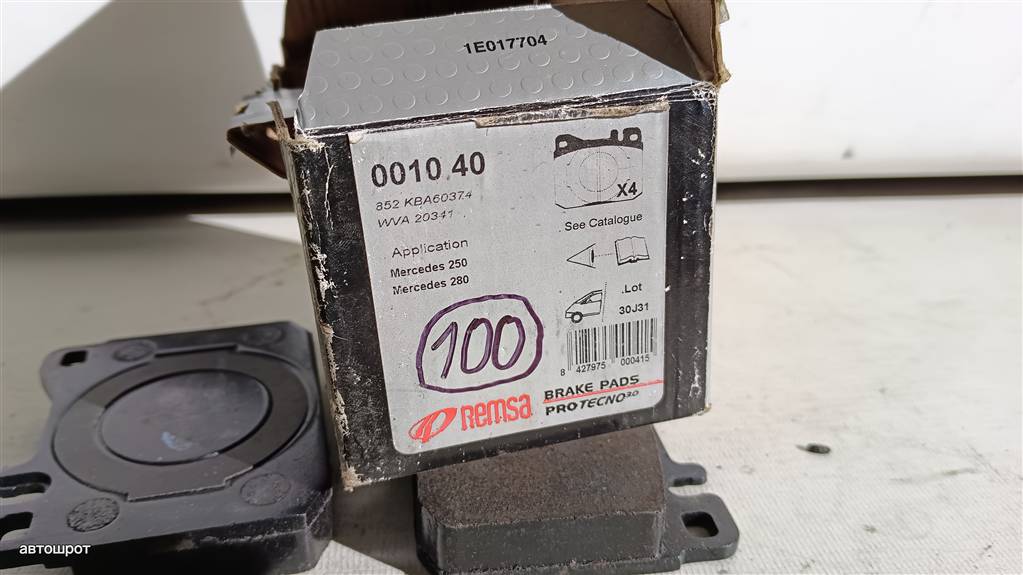 1E017704
0010.40
852 KBA60374
WVA 20341
X4
See Catalogue
Application
Mercedes 250
Mercedes 280
.Lot
30J31
100
8 427975 000415
Remsa
BRAKE PADS
PROTECNO3D
автошрот